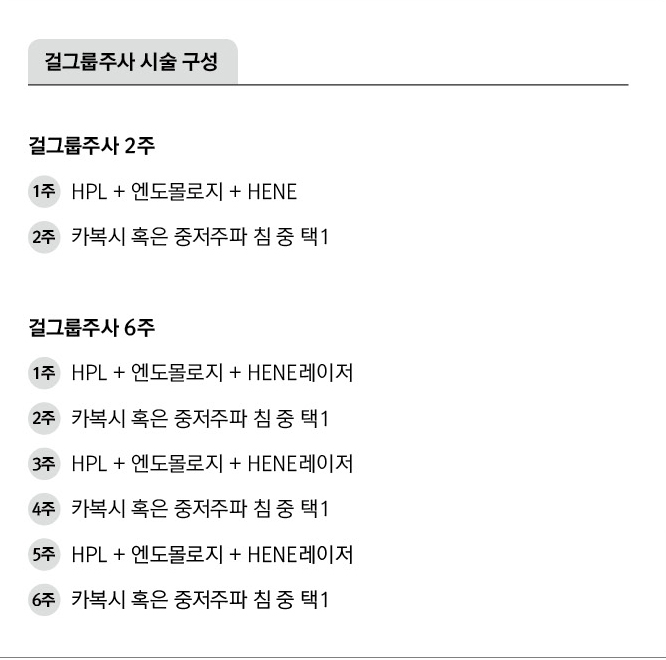 걸그룹주사 시술 구성
걸그룹주사 2주
1주 HPL + 엔도몰로지 + HENE
2주 카복시 혹은 중저주파 침 중 택1
걸그룹주사 6주
1주 HPL + 엔도몰로지 + HENE레이저
2주 카복시 혹은 중저주파 침 중 택1
3주 HPL + 엔도몰로지 + HENE레이저
4주 카복시 혹은 중저주파 침 중 택1
5주 HPL + 엔도몰로지 + HENE레이저
6주 카복시 혹은 중저주파 침 중 택1